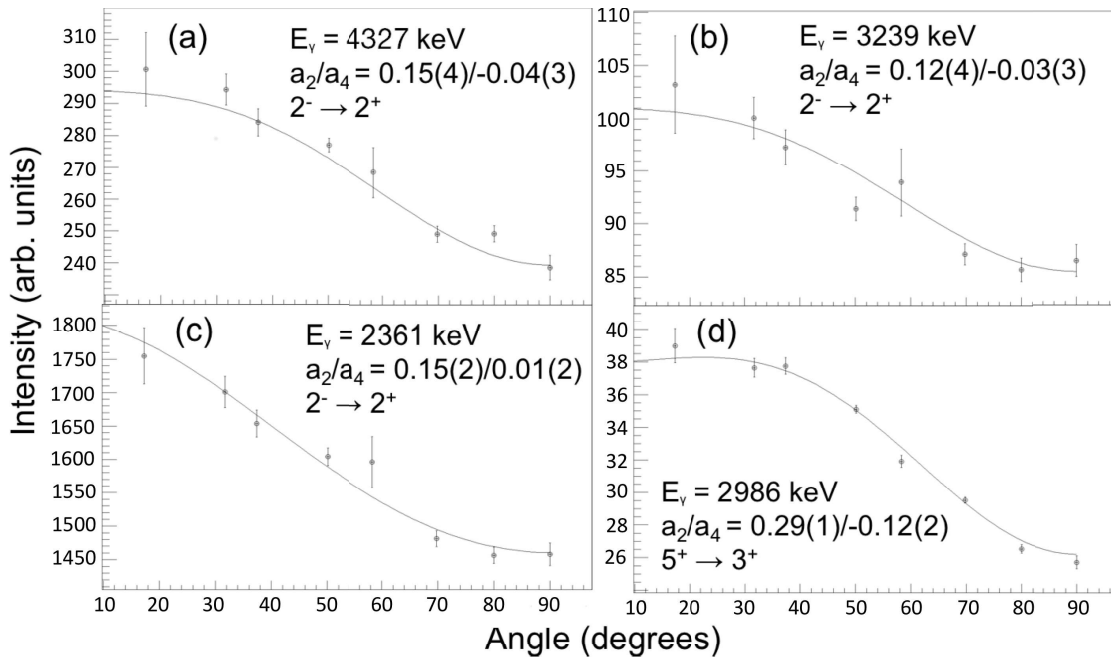 (a)
E_γ = 4327 keV
a₂/a₄ = 0.15(4)/-0.04(3)
2⁻ → 2⁺
310
300
290
280
270
260
250
240
(b)
E_γ = 3239 keV
a₂/a₄ = 0.12(4)/-0.03(3)
2⁻ → 2⁺
110
105
100
95
90
85
Intensity (arb. units)
(c)
E_γ = 2361 keV
a₂/a₄ = 0.15(2)/0.01(2)
2⁻ → 2⁺
1800
1750
1700
1650
1600
1550
1500
1450
10 20 30 40 50 60 70 80 90
(d)
40
38
36
34
32
30
28
26
24
E_γ = 2986 keV
a₂/a₄ = 0.29(1)/-0.12(2)
5⁺ → 3⁺
10 20 30 40 50 60 70 80 90
Angle (degrees)